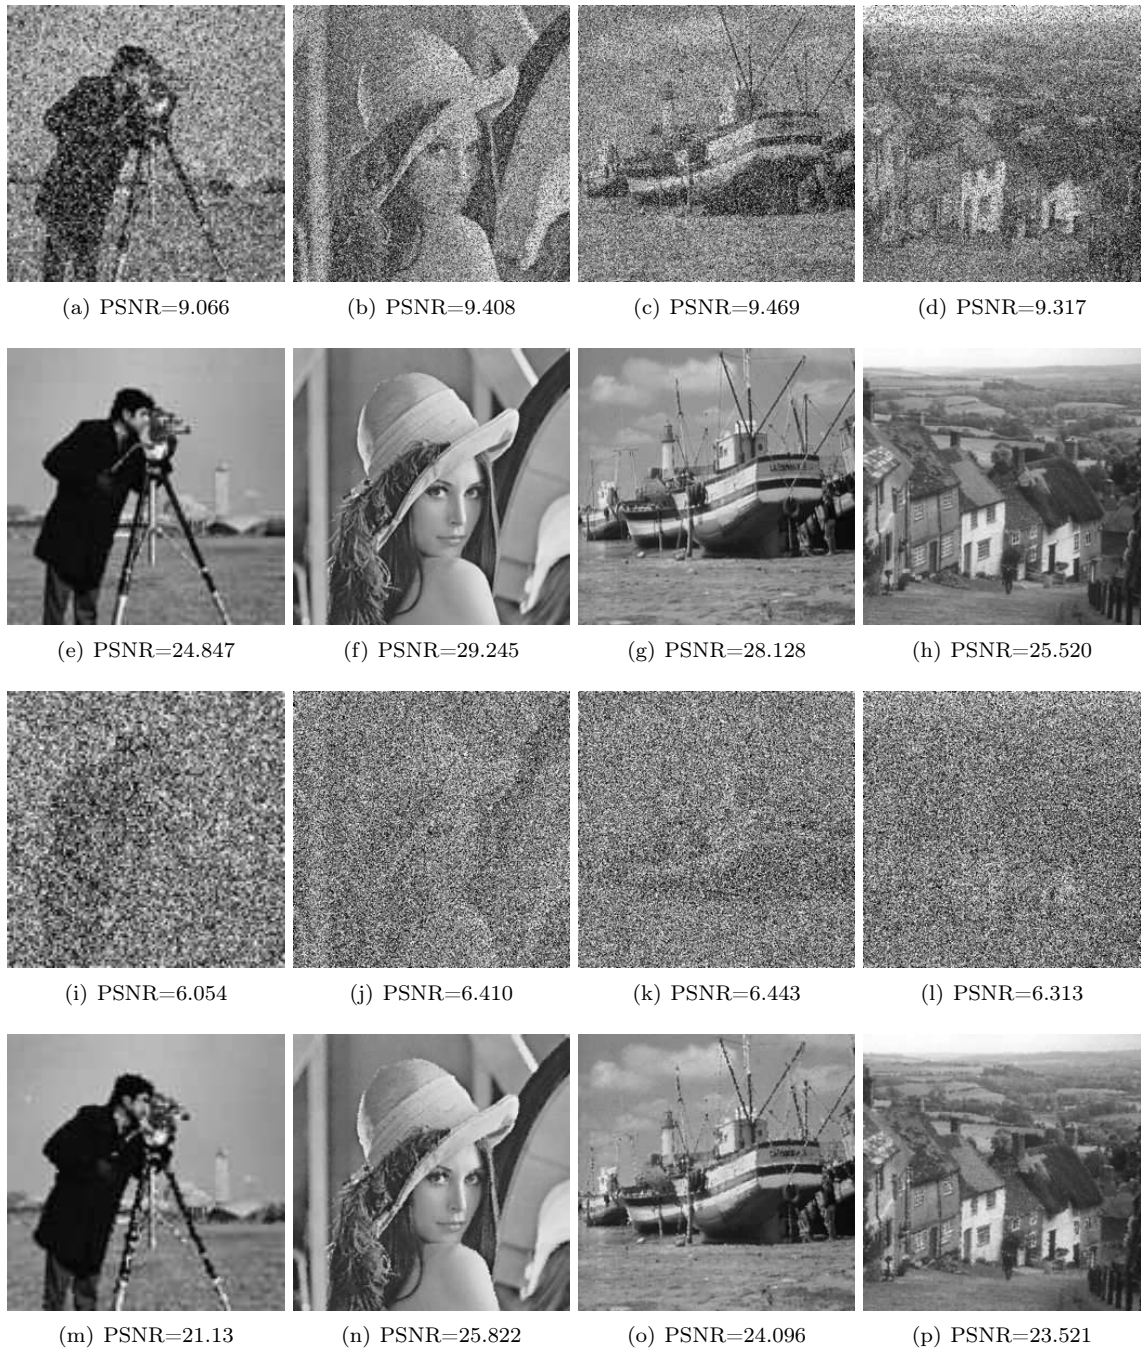 (a) PSNR=9.066
(b) PSNR=9.408
(c) PSNR=9.469
(d) PSNR=9.317
(e) PSNR=24.847
(f) PSNR=29.245
(g) PSNR=28.128
(h) PSNR=25.520
(i) PSNR=6.054
(j) PSNR=6.410
(k) PSNR=6.443
(l) PSNR=6.313
(m) PSNR=21.13
(n) PSNR=25.822
(o) PSNR=24.096
(p) PSNR=23.521